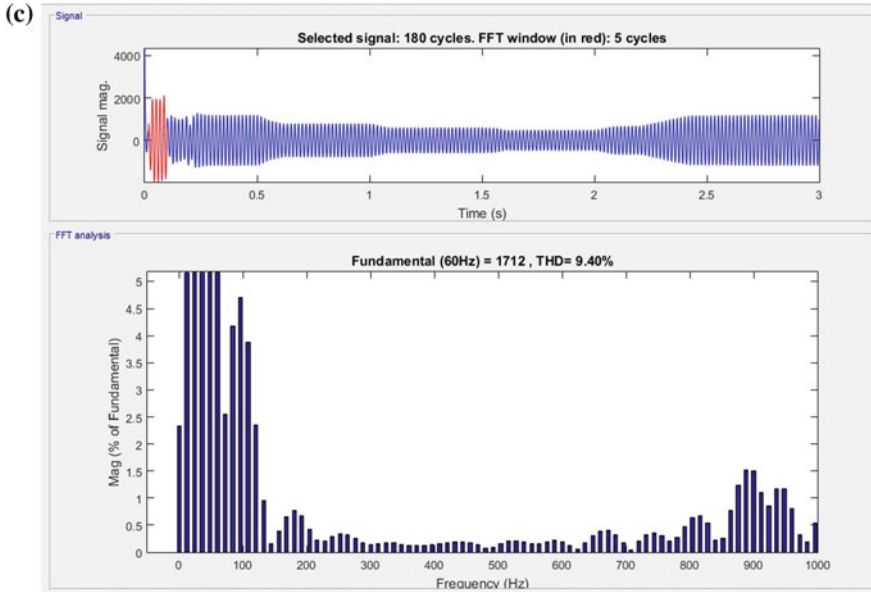 (c)
Signal
Selected signal: 180 cycles. FFT window (in red): 5 cycles
4000
2000
0
Signal mag.
0 0.5 1 1.5 2 2.5 3
Time (s)
FFT analysis
Fundamental (60Hz) = 1712 , THD= 9.40%
5
4.5
4
3.5
3
2.5
2
1.5
1
0.5
0
Mag (% of Fundamental)
0 100 200 300 400 500 600 700 800 900 1000
Frequency (Hz)